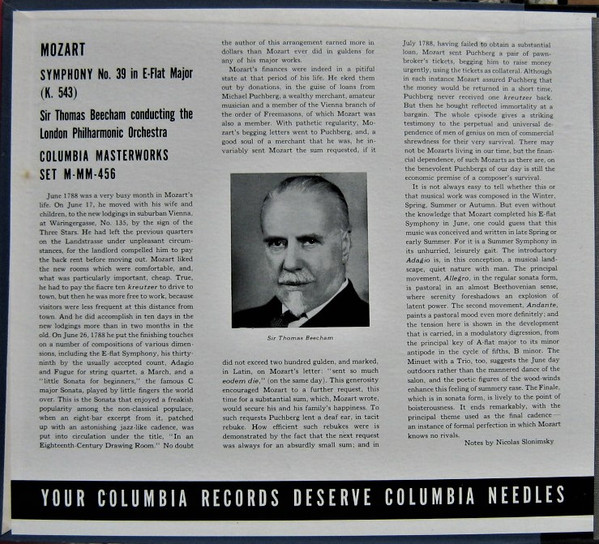 MOZART
SYMPHONY No. 39 in E-Flat Major
(K. 543)
Sir Thomas Beecham conducting the
London Philharmonic Orchestra
COLUMBIA MASTERWORKS
SET M-MM-456
June 1788 was a very busy month in Mozart's
life. On June 17, he moved with his wife and
children, to the new lodgings in suburban Vienna,
at Waringergasse, No. 135, by the sign of the
Three Stars. He had left the previous quarters
on the Landstrasse under unpleasant circum-
stances, for the landlord compelled him to pay
the back rent before moving out. Mozart liked
the new rooms which were comfortable, and,
what was particularly important, cheap. True,
he had to pay the fiacre ten kreutzer to drive to
town, but then he was more free to work, because
visitors were less frequent at this distance from
town. And he did accomplish in ten days in the
new lodgings more than in two months in the
old. On June 26, 1788 he put the finishing touches
on a number of compositions of various dimen-
sions, including the E-flat Symphony, his thirty-
ninth by the usually accepted count, Adagio
and Fugue for string quartet, a March, and a
"little Sonata for beginners," the famous C
major Sonata, played by little fingers the world
over. This is the Sonata that enjoyed a freakish
popularity among the non-classical populace,
when an eight-bar excerpt from it, patched
up with an astonishing jazz-like cadence, was
put into circulation under the title, "In an
Eighteenth-Century Drawing Room." No doubt
the author of this arrangement earned more in
dollars than Mozart ever did in guldens for
any of his major works.
Mozart's finances were indeed in a pitiful
state at that period of his life. He eked them
out by donations, in the guise of loans from
Michael Puchberg, a wealthy merchant, amateur
musician and a member of the Vienna branch of
the order of Freemasons, of which Mozart was
also a member. With pathetic regularity, Mo-
zart's begging letters went to Puchberg, and, a
good soul of a merchant that he was, he in-
variably sent Mozart the sum requested, if it
Sir Thomas Beecham
did not exceed two hundred gulden, and marked,
in Latin, on Mozart's letter: "sent so much
eodem die," (on the same day). This generosity
encouraged Mozart to a further request, this
time for a substantial sum, which, Mozart wrote,
would secure his and his family's happiness. To
such requests Puchberg lent a deaf ear, in tacit
rebuke. How efficient such rebukes were is
demonstrated by the fact that the next request
was always for an absurdly small sum; and in
July 1788, having failed to obtain a substantial
loan, Mozart sent Puchberg a pair of pawn-
broker's tickets, begging him to raise money
urgently, using the tickets as collateral. Although
in each instance Mozart assured Puchberg that
the money would be returned in a short time,
Puchberg never received one kreutzer back.
But then he bought reflected immortality at a
bargain. The whole episode gives a striking
testimony to the perpetual and universal de-
pendence of men of genius on men of commercial
shrewdness for their very survival. There may
not be Mozarts living in our time, but the finan-
cial dependence, of such Mozarts as there are, on
the benevolent Puchbergs of our day is still the
economic premise of a composer's survival.
It is not always easy to tell whether this or
that musical work was composed in the Winter,
Spring, Summer or Autumn. But even without
the knowledge that Mozart completed his E-flat
Symphony in June, one could guess that this
music was conceived and written in late Spring or
early Summer. For it is a Summer Symphony in
its unhurried, leisurely gait. The introductory
Adagio is, in this conception, a musical land-
scape, quiet nature with man. The principal
movement, Allegro, in the regular sonata form,
is pastoral in an almost Beethovenian sense,
where serenity foreshadows an explosion of
latent power. The second movement, Andante,
paints a pastoral mood even more definitely; and
the tension here is shown in the development
that is carried, in a modulatory digression, from
the principal key of A-flat major to its minor
antipode in the cycle of fifths, B minor. The
Minuet with a Trio, too, suggests the June day
outdoors rather than the mannered dance of the
salon, and the poetic figures of the wood-winds
enhance this feeling of summery ease. The Finale,
which is in sonata form, is lively to the point of
boisterousness. It ends remarkably, with the
principal theme used as the final cadence—
an instance of formal perfection in which Mozart
knows no rivals.
Notes by Nicolas Slonimsky
YOUR COLUMBIA RECORDS DESERVE COLUMBIA NEEDLES